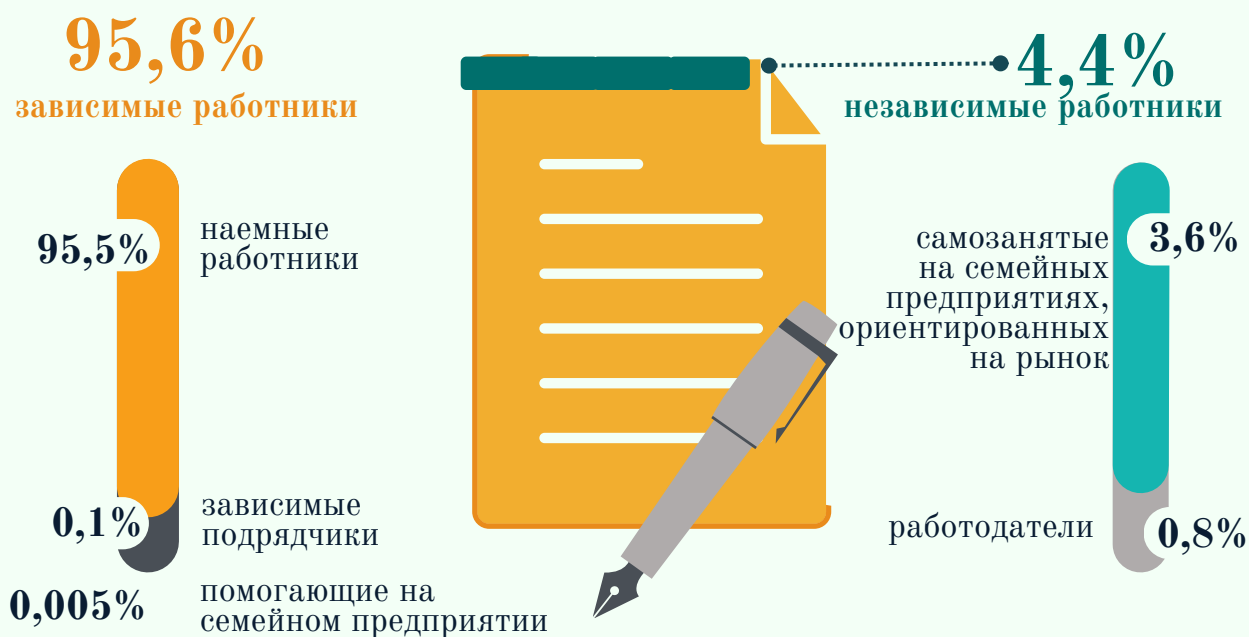 95,6%
зависимые работники
95,5%
наемные
работники
0,1%
зависимые
подрядчики
0,005%
помогающие на
семейном предприятии
4,4%
независимые работники
самозанятые
на семейных
предприятиях,
ориентированных
на рынок
3,6%
работодатели
0,8%